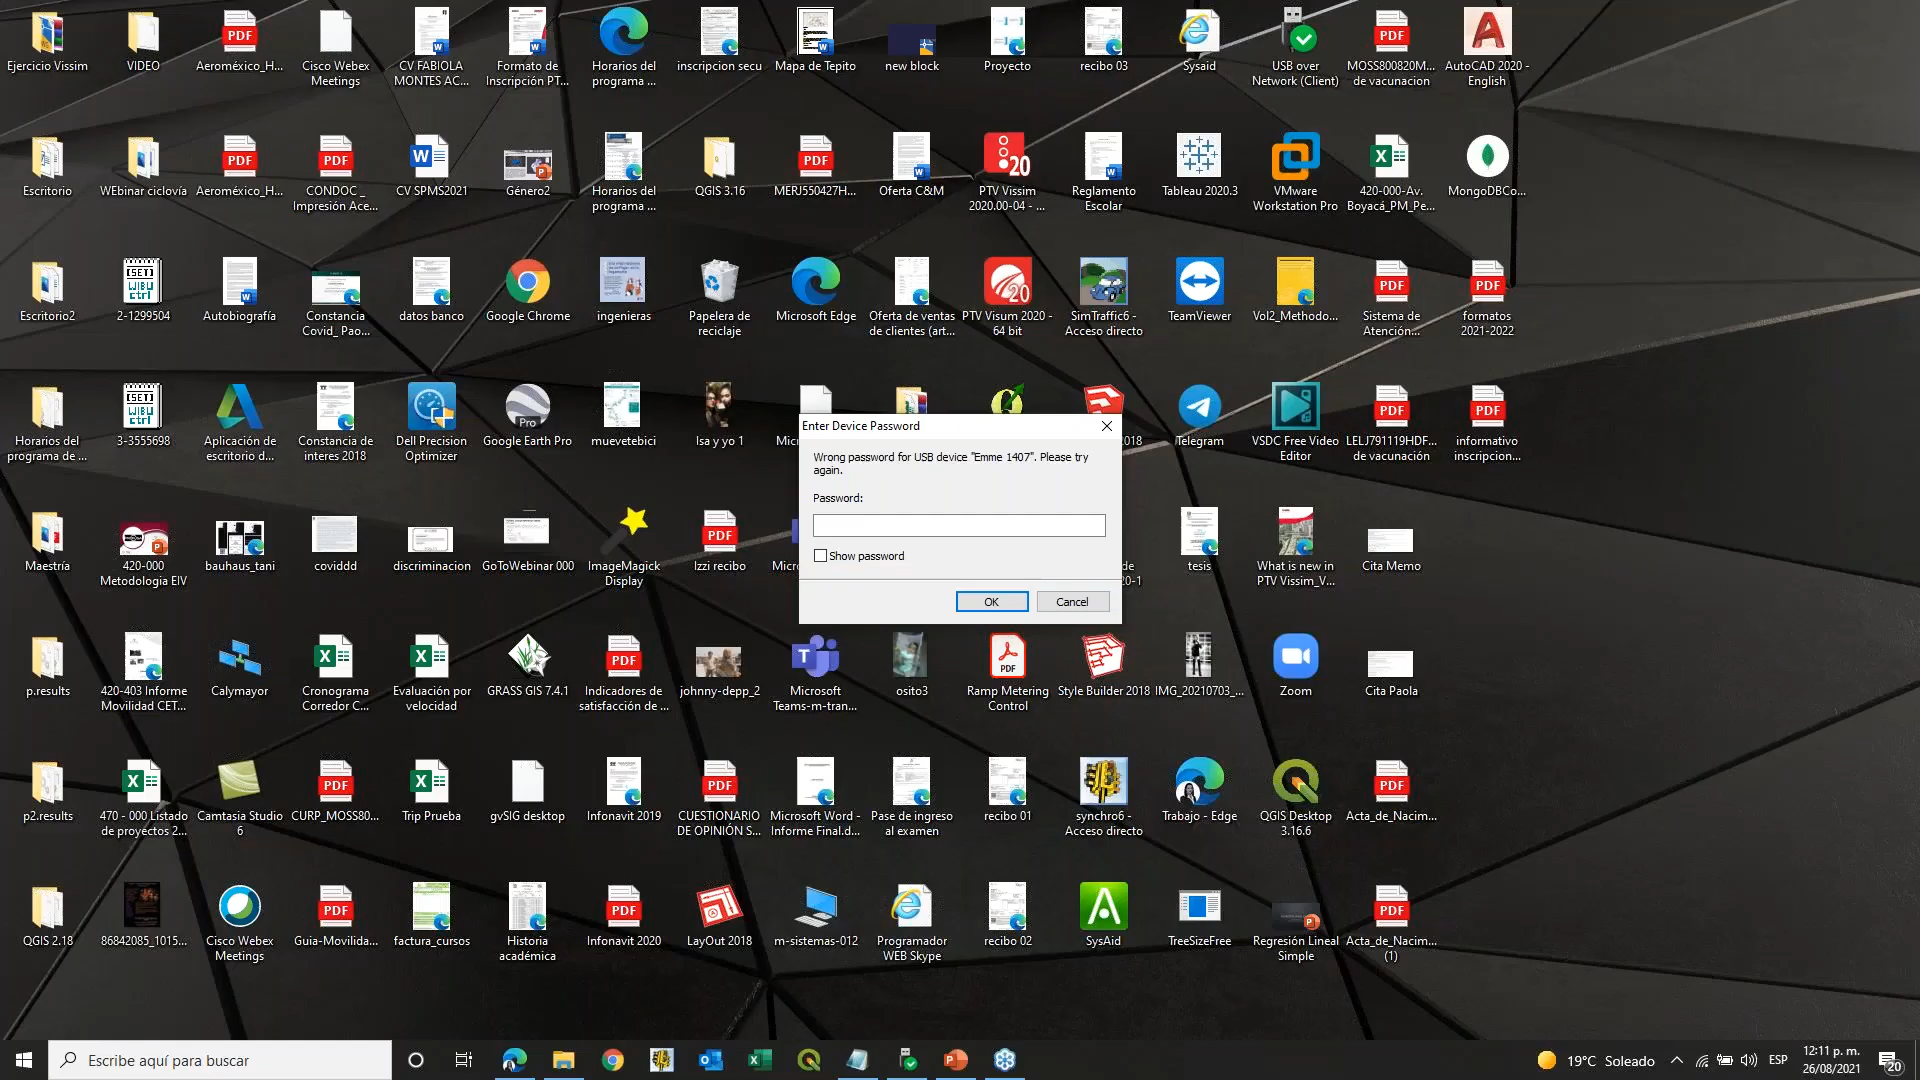 Ejercicio Vissim
VIDEO
Aeroméxico_H...
Cisco Webex
Meetings
CV FABIOLA
MONTES AC...
Formato de
Inscripción PT...
Horarios del
programa ...
inscripcion secu
Mapa de Tepito
new block
Proyecto
recibo 03
Sysaid
USB over
Network (Client)
MOSS800820M...
de vacunacion
AutoCAD 2020 -
English
Escritorio
WEbinar ciclovía
Aeroméxico_H...
CONDOC _
Impresión Ace...
CV SPMS2021
Género2
Horarios del
programa ...
QGIS 3.16
MERJ550427H...
Oferta C&M
PTV Vissim
2020.00-04 - ...
Reglamento
Escolar
Tableau 2020.3
VMware
Workstation Pro
420-000-Av.
Boyacá_PM_Pe...
MongoDBCo...
Escritorio2
2-1299504
Autobiografía
Constancia
Covid_ Pao...
datos banco
Google Chrome
ingenieras
Papelera de
reciclaje
Microsoft Edge
Oferta de ventas
de clientes (art...
PTV Visum 2020 -
64 bit
SimTraffic6 -
Acceso directo
TeamViewer
Vol2_Methodo...
Sistema de
Atención...
formatos
2021-2022
Horarios del
programa de ...
3-3555698
Aplicación de
escritorio d...
Constancia de
interes 2018
Dell Precision
Optimizer
Google Earth Pro
muevetebici
Isa y yo 1
Micr
2018
Telegram
VSDC Free Video
Editor
LELJ791119HDF...
de vacunación
informativo
inscripcion...
Enter Device Password
Wrong password for USB device "Emme 1407". Please try
again.
Password:
Show password
OK
Cancel
Maestría
420-000
Metodologia EIV
bauhaus_tani
coviddd
discriminacion
GoToWebinar 000
ImageMagick
Display
Izzi recibo
Micro
de
20-1
tesis
What is new in
PTV Vissim_V...
Cita Memo
p.results
420-403 Informe
Movilidad CET...
Calymayor
Cronograma
Corredor C...
Evaluación por
velocidad
GRASS GIS 7.4.1
Indicadores de
satisfacción de ...
johnny-depp_2
Microsoft
Teams-m-tran...
osito3
Ramp Metering
Control
Style Builder 2018
IMG_20210703_...
Zoom
Cita Paola
p2.results
470 - 000 Listado
de proyectos 2...
Camtasia Studio
6
CURP_MOSS80...
Trip Prueba
gvSIG desktop
Infonavit 2019
CUESTIONARIO
DE OPINIÓN S...
Microsoft Word -
Informe Final.d...
Pase de ingreso
al examen
recibo 01
synchro6 -
Acceso directo
Trabajo - Edge
QGIS Desktop
3.16.6
Acta_de_Nacim...
QGIS 2.18
86842085_1015...
Cisco Webex
Meetings
Guia-Movilida...
factura_cursos
Historia
académica
Infonavit 2020
LayOut 2018
m-sistemas-012
Programador
WEB Skype
recibo 02
SysAid
TreeSizeFree
Regresión Lineal
Simple
Acta_de_Nacim...
(1)
Escribe aquí para buscar
19°C Soleado
ESP
12:11 p. m.
26/08/2021
20